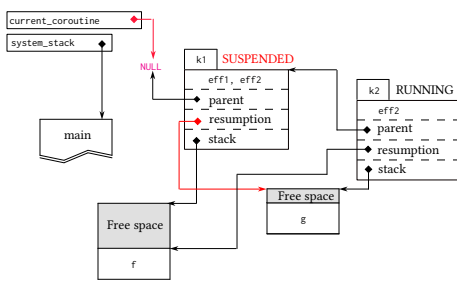 current_coroutine
system_stack
NULL
k1 SUSPENDED
eff1, eff2
parent
resumption
stack
k2 RUNNING
eff2
parent
resumption
stack
main
Free space
f
Free space
g